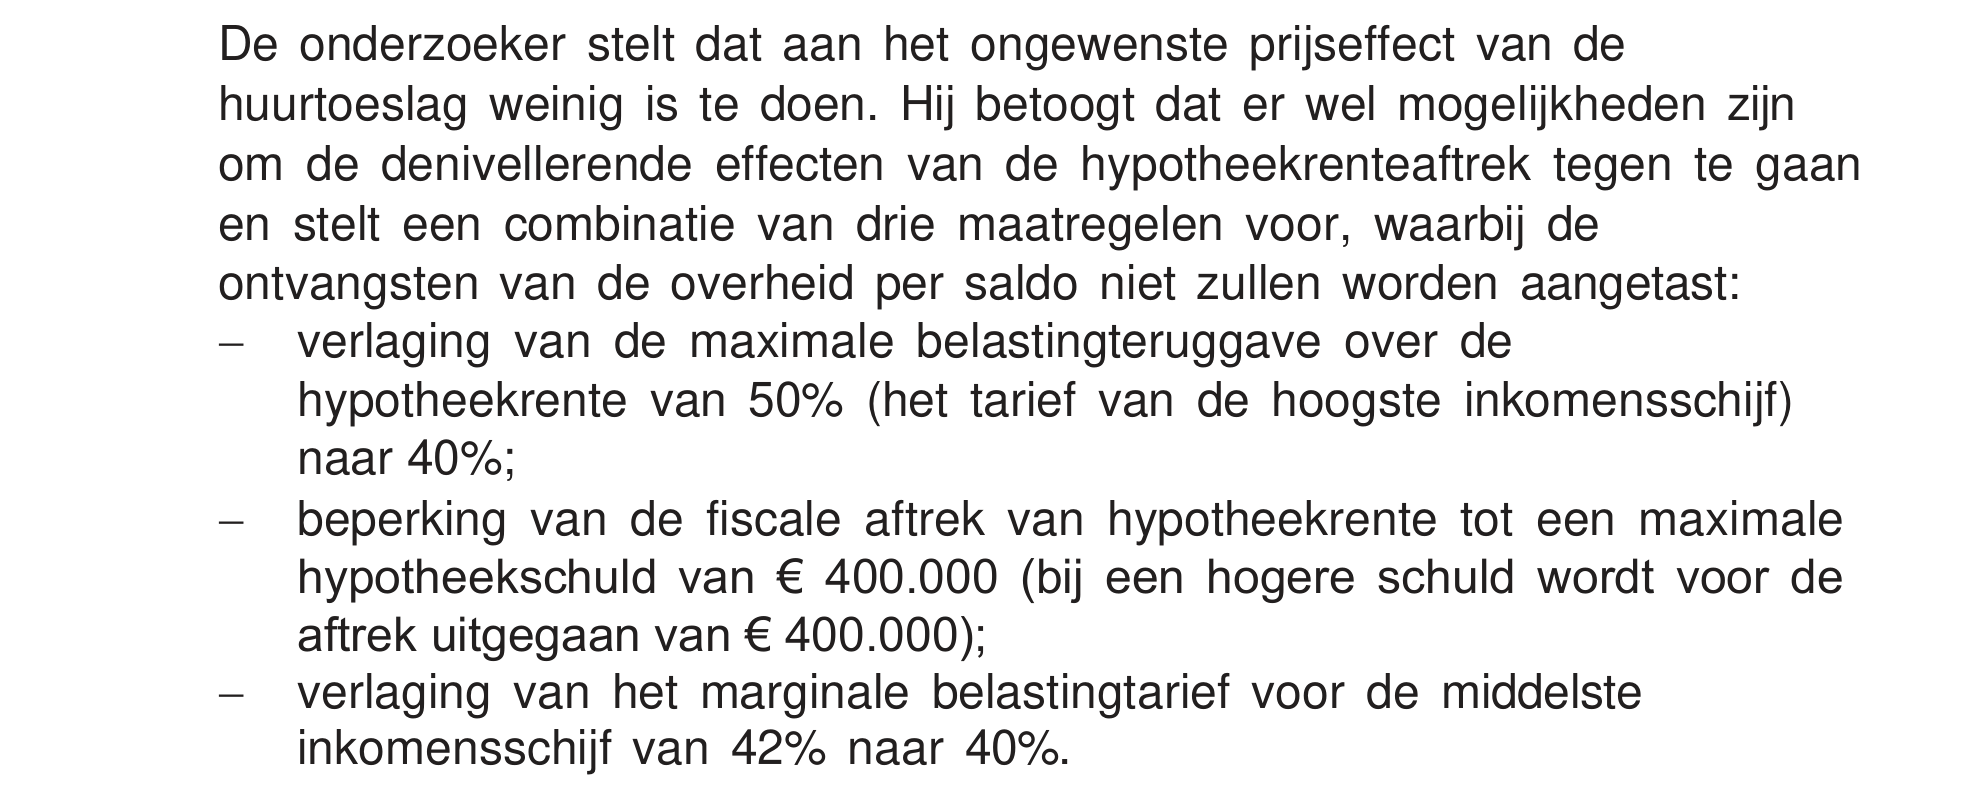 De onderzoeker stelt dat aan het ongewenste prijseffect van de
huurtoeslag weinig is te doen. Hij betoogt dat er wel mogelijkheden zijn
om de denivellerende effecten van de hypotheekrenteaftrek tegen te gaan
en stelt een combinatie van drie maatregelen voor, waarbij de
ontvangsten van de overheid per saldo niet zullen worden aangetast:
– verlaging van de maximale belastingteruggave over de
hypotheekrente van 50% (het tarief van de hoogste inkomensschijf)
naar 40%;
– beperking van de fiscale aftrek van hypotheekrente tot een maximale
hypotheekschuld van € 400.000 (bij een hogere schuld wordt voor de
aftrek uitgegaan van € 400.000);
– verlaging van het marginale belastingtarief voor de middelste
inkomensschijf van 42% naar 40%.